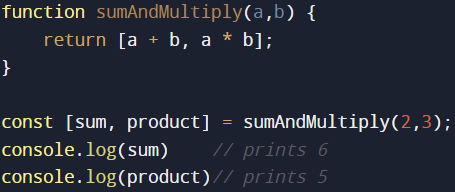 function sumAndMultiply(a,b) {
    return [a + b, a * b];
}

const [sum, product] = sumAndMultiply(2,3);
console.log(sum)    // prints 6
console.log(product)// prints 5